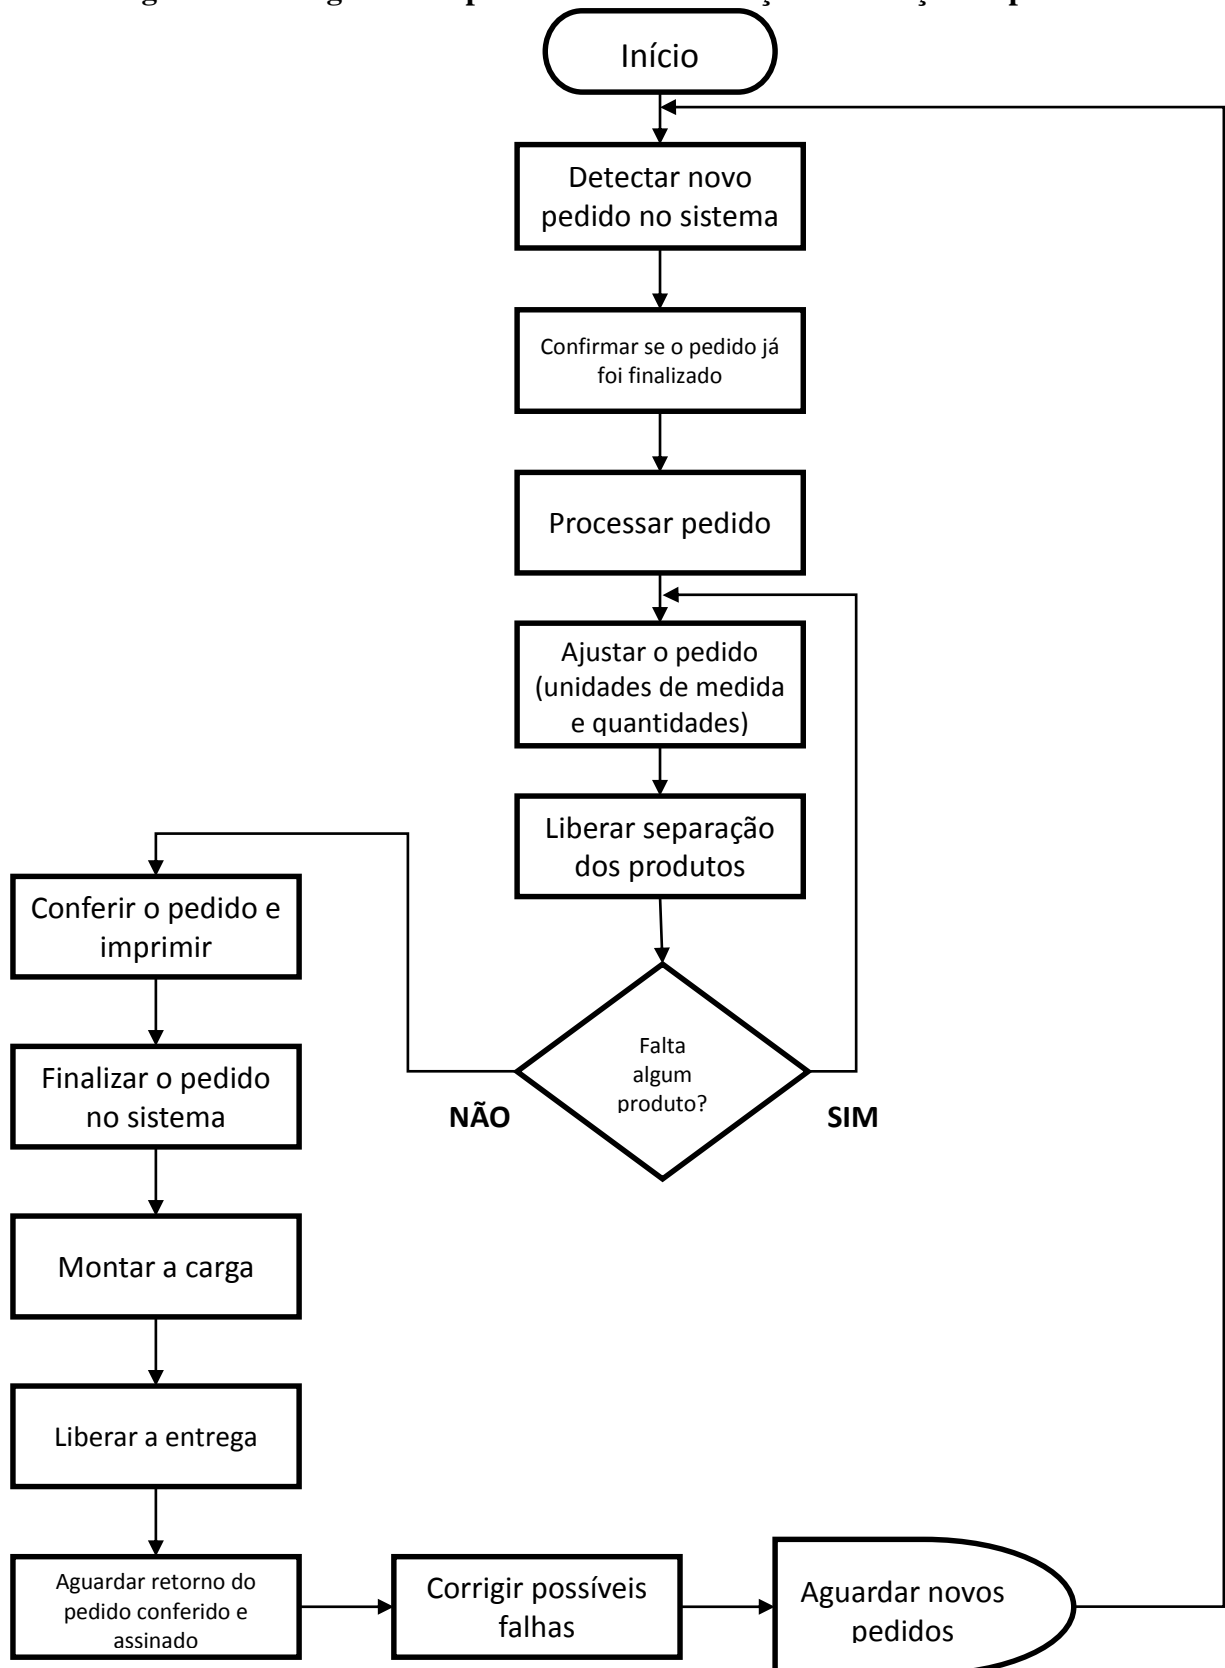 Início
Detectar novo
pedido no sistema
Confirmar se o pedido já
foi finalizado
Processar pedido
Ajustar o pedido
(unidades de medida
e quantidades)
Liberar separação
dos produtos
Falta
algum
produto?
NÃO
SIM
Conferir o pedido e
imprimir
Finalizar o pedido
no sistema
Montar a carga
Liberar a entrega
Aguardar retorno do
pedido conferido e
assinado
Corrigir possíveis
falhas
Aguardar novos
pedidos